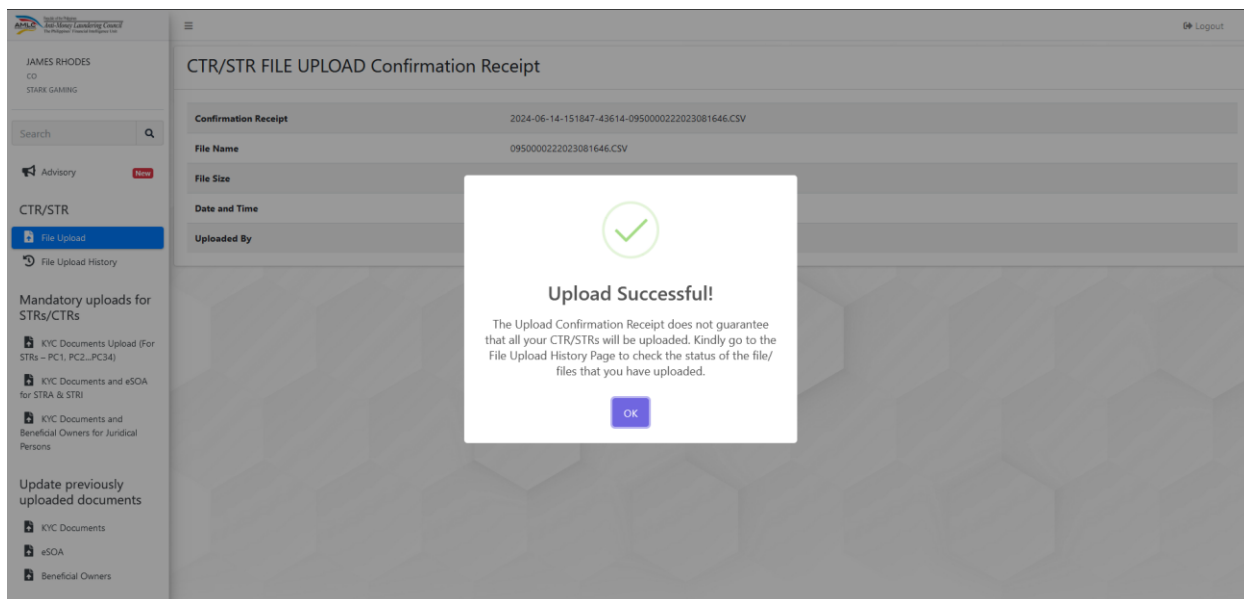 AMLC
Anti-Money Laundering Council
Logout
JAMES RHODES
CO
STARK GAMING
CTR/STR FILE UPLOAD Confirmation Receipt
Search
Confirmation Receipt 2024-06-14-151847-43614-0950000222023081646.CSV
File Name 0950000222023081646.CSV
Advisory New
File Size
CTR/STR
Date and Time
File Upload
Uploaded By
File Upload History
Mandatory uploads for
STRs/CTRs
KYC Documents Upload (For
STRs – PC1, PC2...PC34)
KYC Documents and eSOA
for STRA & STRI
KYC Documents and
Beneficial Owners for Juridical
Persons
Update previously
uploaded documents
KYC Documents
eSOA
Beneficial Owners
Upload Successful!
The Upload Confirmation Receipt does not guarantee
that all your CTR/STRs will be uploaded. Kindly go to the
File Upload History Page to check the status of the file/
files that you have uploaded.
OK